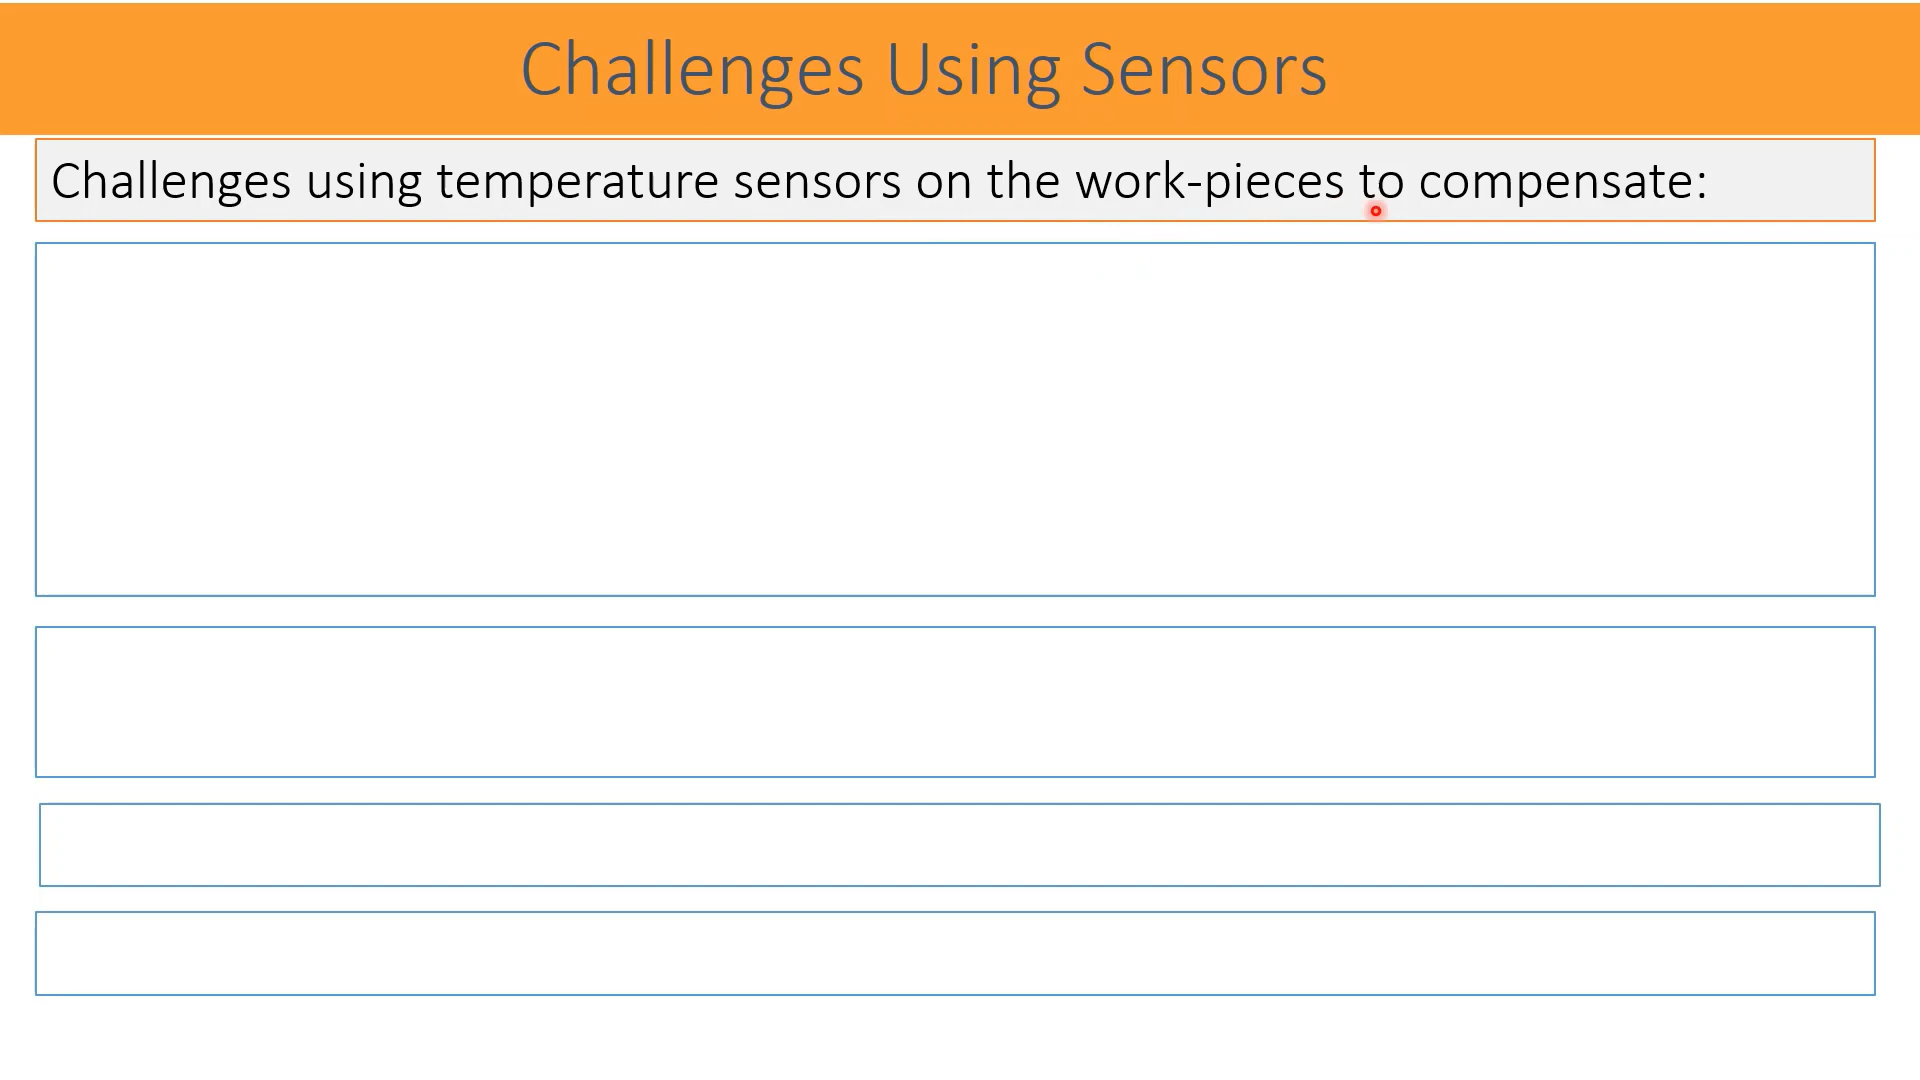 Challenges Using Sensors
Challenges using temperature sensors on the work-pieces to compensate: